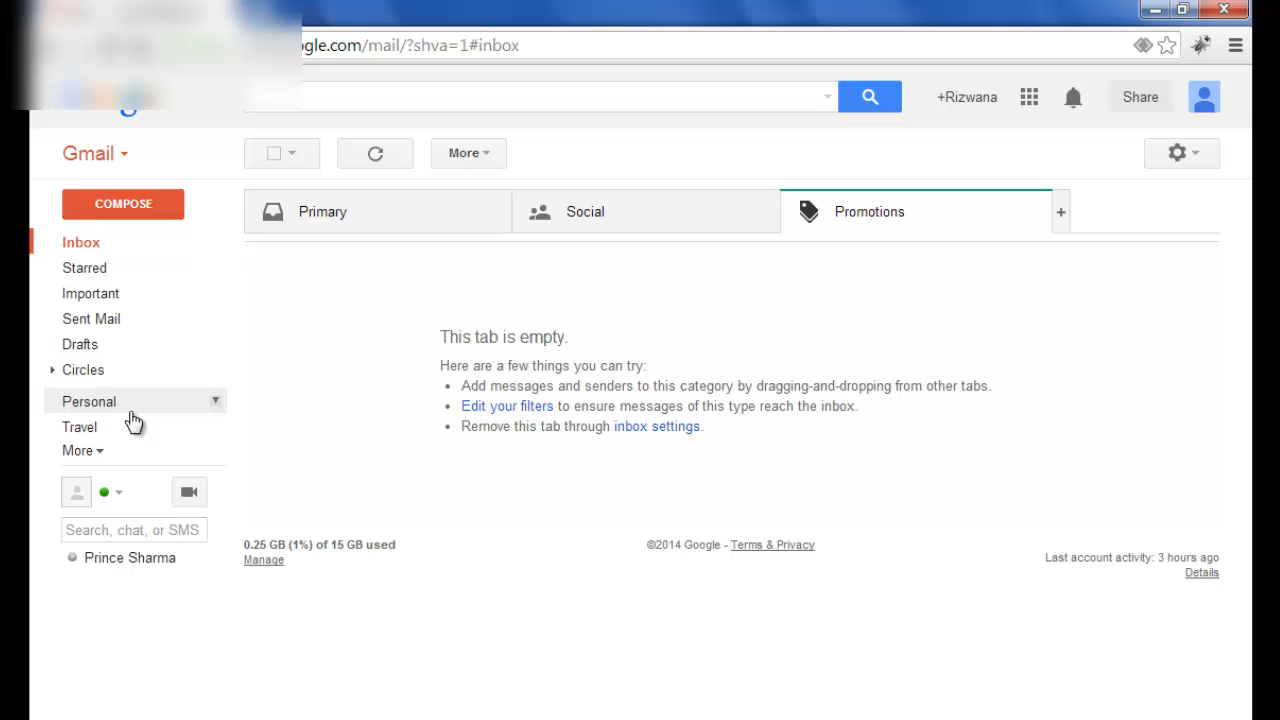 gle.com/mail/?shva=1#inbox
+Rizwana
Share
Gmail
More
COMPOSE
Primary
Social
Promotions
+
Inbox
Starred
Important
Sent Mail
Drafts
Circles
Personal
Travel
More
This tab is empty.
Here are a few things you can try:
Add messages and senders to this category by dragging-and-dropping from other tabs.
Edit your filters to ensure messages of this type reach the inbox.
Remove this tab through inbox settings.
Search, chat, or SMS
Prince Sharma
0.25 GB (1%) of 15 GB used
Manage
©2014 Google - Terms & Privacy
Last account activity: 3 hours ago
Details